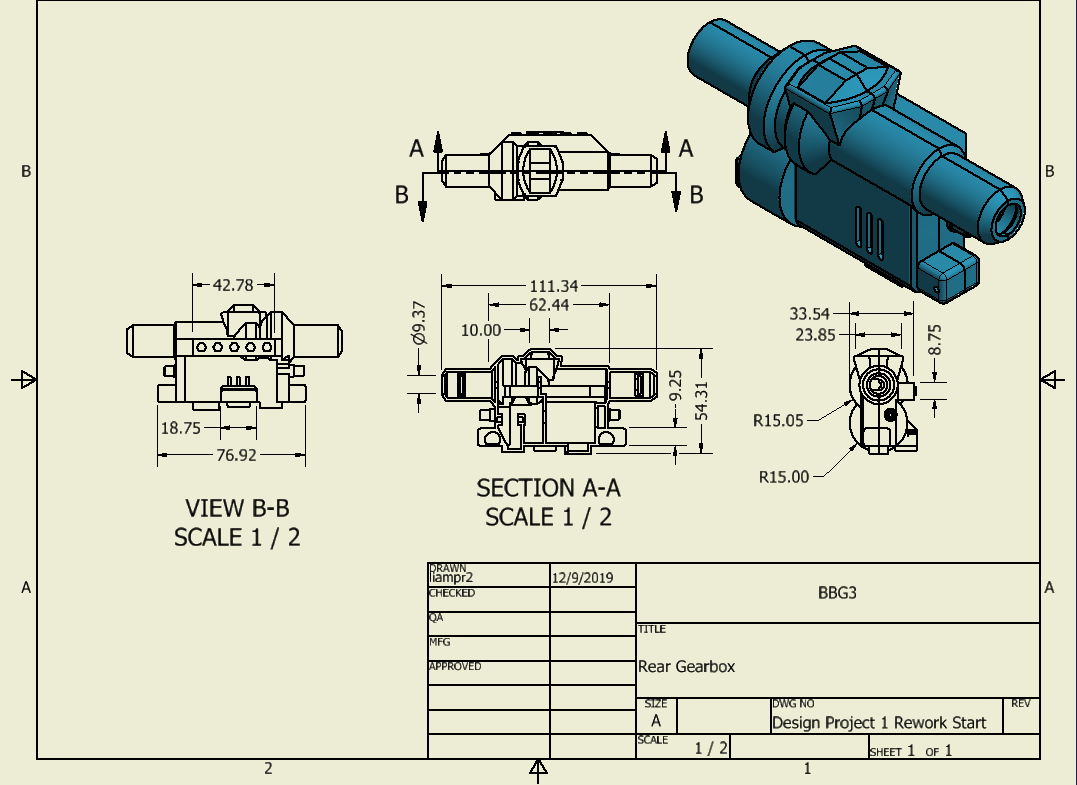 B
B
A
A
B
B
42.78
18.75
76.92
VIEW B-B
SCALE 1 / 2
111.34
62.44
10.00
Ø9.37
9.25
54.31
SECTION A-A
SCALE 1 / 2
33.54
23.85
8.75
R15.05
R15.00
A
A
DRAWN
liampr2
12/9/2019
CHECKED
QA
MFG
APPROVED
BBG3
TITLE
Rear Gearbox
SIZE
A
DWG NO
Design Project 1 Rework Start
REV
SCALE
1 / 2
SHEET 1 OF 1
2
1